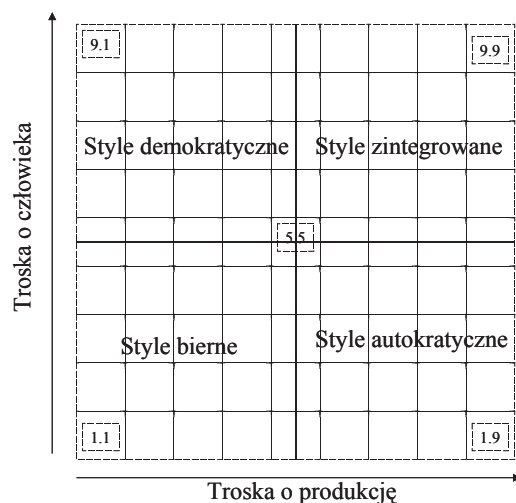 9.1
9.9
Troska o człowieka
Style demokratyczne
Style zintegrowane
5.5
Style bierne
Style autokratyczne
1.1
1.9
Troska o produkcję